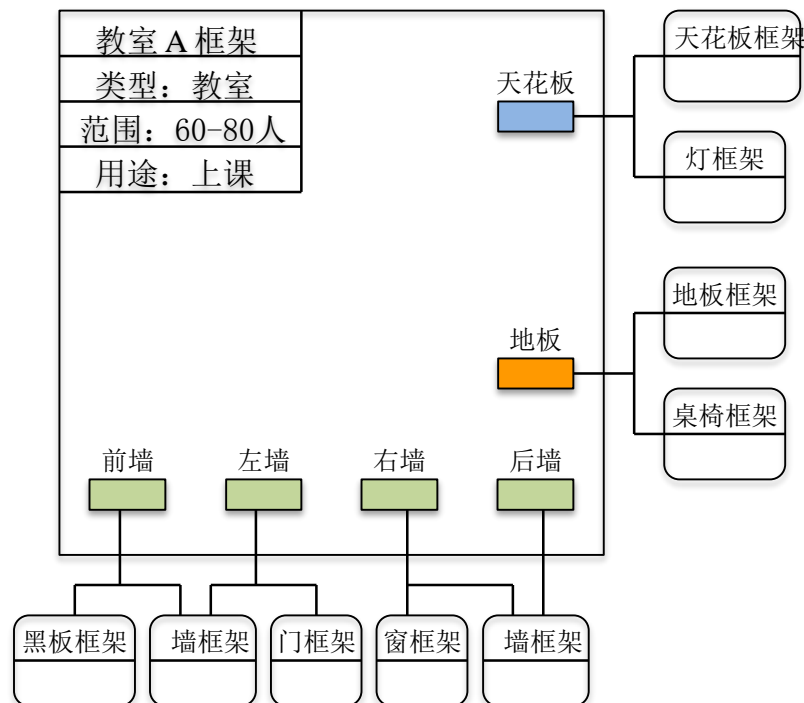 教室 A 框架
类型：教室
范围：60-80人
用途：上课
天花板
天花板框架
灯框架
地板
地板框架
桌椅框架
前墙
左墙
右墙
后墙
黑板框架
墙框架
门框架
窗框架
墙框架